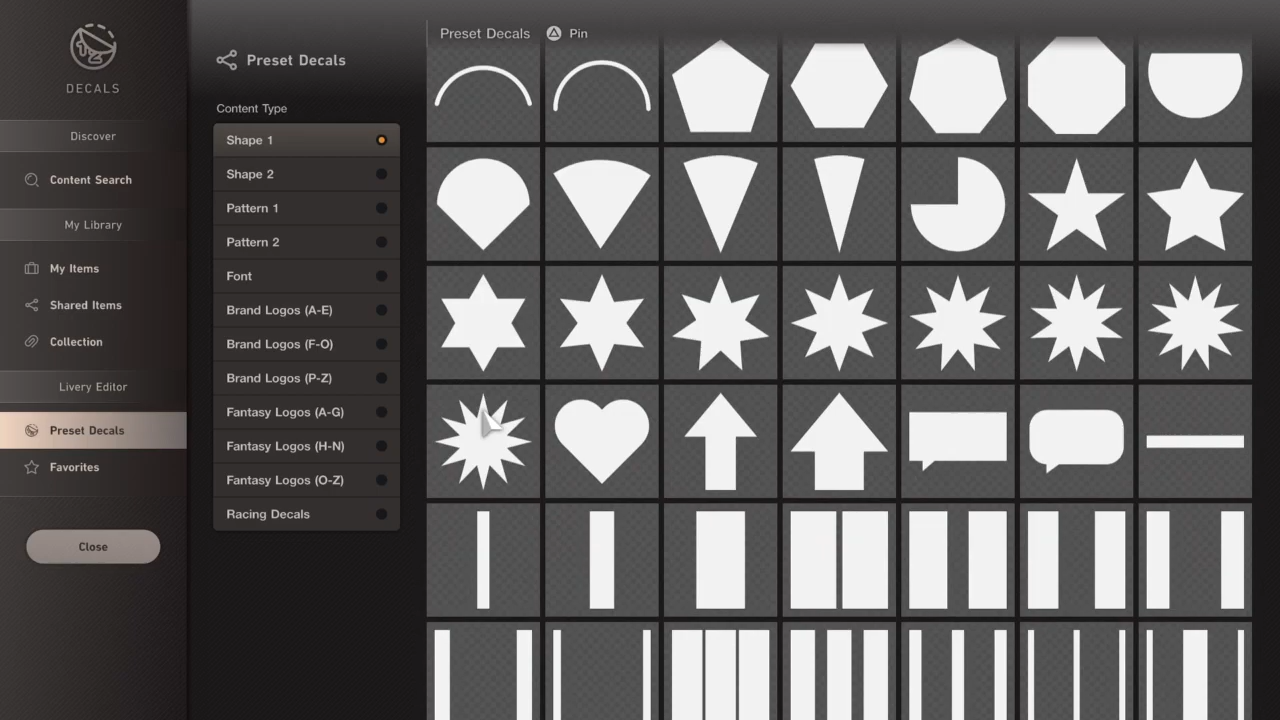 DECALS
Discover
Content Search
My Library
My Items
Shared Items
Collection
Livery Editor
Preset Decals
Favorites
Close
Preset Decals
Content Type
Shape 1
Shape 2
Pattern 1
Pattern 2
Font
Brand Logos (A-E)
Brand Logos (F-O)
Brand Logos (P-Z)
Fantasy Logos (A-G)
Fantasy Logos (H-N)
Fantasy Logos (O-Z)
Racing Decals
Preset Decals Pin